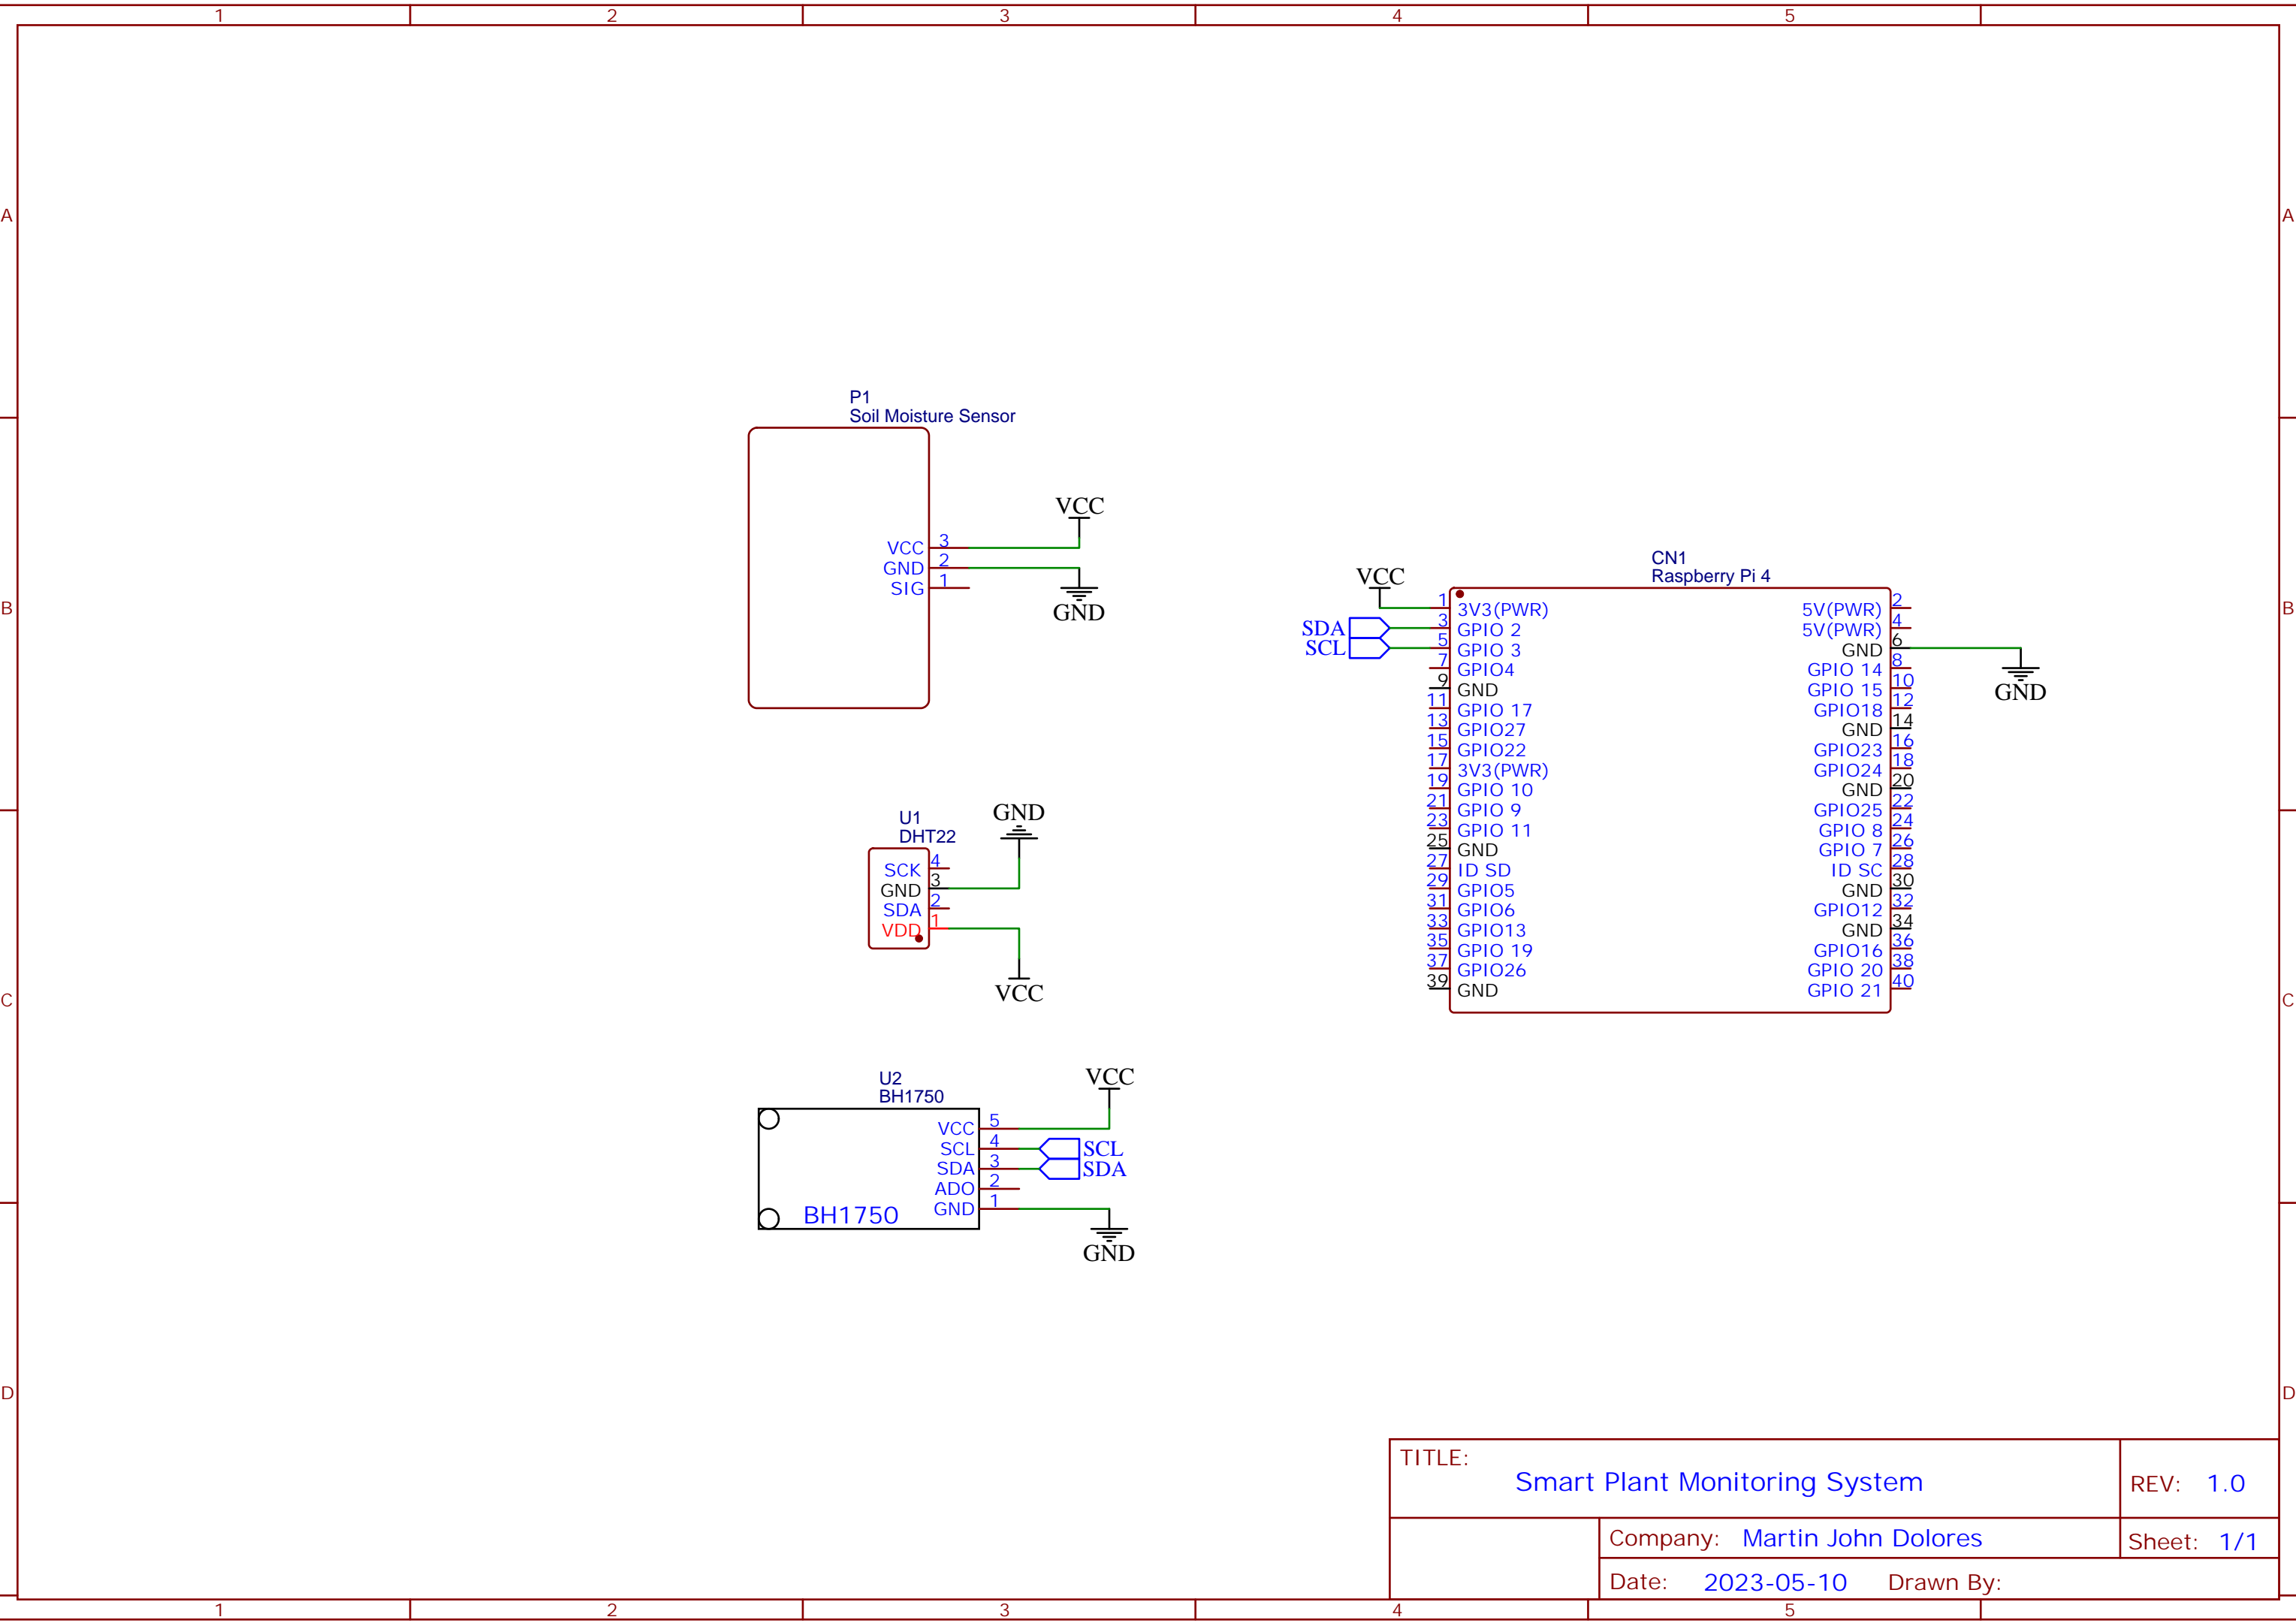 1 2 3 4 5
A A
P1
Soil Moisture Sensor
VCC
VCC 3
GND 2
SIG 1
GND
B B
CN1
Raspberry Pi 4
VCC
1 3V3(PWR) 5V(PWR) 2
SDA 3 GPIO 2 5V(PWR) 4
SCL 5 GPIO 3 GND 6
7 GPIO4 GPIO 14 8
9 GND GPIO 15 10
GND
11 GPIO 17 GPIO18 12
13 GPIO27 GND 14
15 GPIO22 GPIO23 16
17 3V3(PWR) GPIO24 18
19 GPIO 10 GND 20
21 GPIO 9 GPIO25 22
23 GPIO 11 GPIO 8 24
25 GND GPIO 7 26
27 ID SD ID SC 28
29 GPIO5 GND 30
31 GPIO6 GPIO12 32
33 GPIO13 GND 34
35 GPIO 19 GPIO16 36
37 GPIO26 GPIO 20 38
39 GND GPIO 21 40
U1
DHT22
GND
SCK 4
GND 3
SDA 2
VDD 1
VCC
C C
U2
BH1750
VCC
VCC 5
SCL 4 SCL
SDA 3 SDA
ADO 2
GND 1
BH1750
GND
D D
TITLE:
Smart Plant Monitoring System
REV: 1.0
Company: Martin John Dolores
Sheet: 1/1
Date: 2023-05-10 Drawn By:
1 2 3 4 5